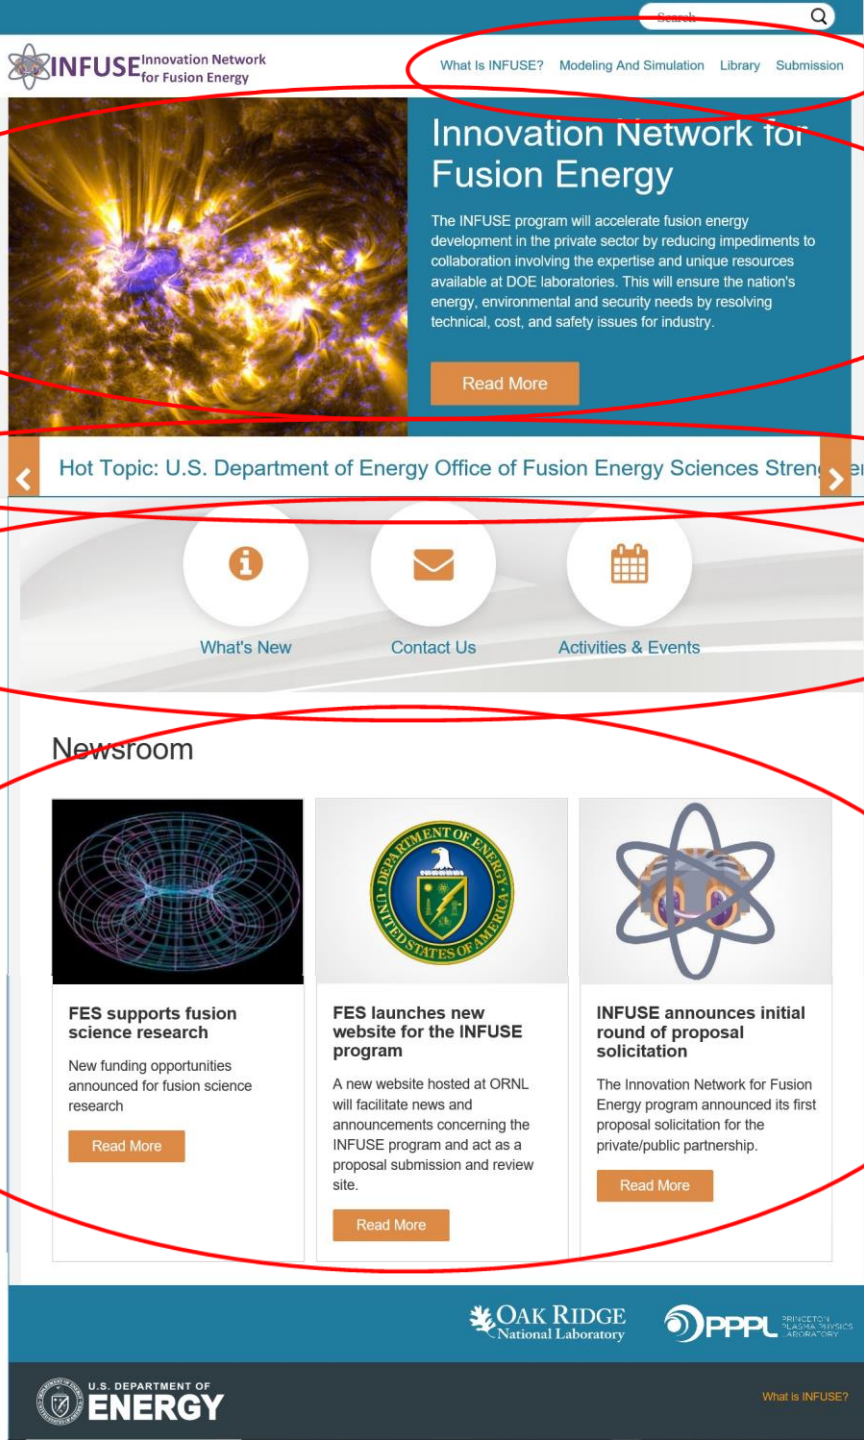 Search
INFUSE Innovation Network
for Fusion Energy
What Is INFUSE? Modeling And Simulation Library Submission
Innovation Network for
Fusion Energy
The INFUSE program will accelerate fusion energy
development in the private sector by reducing impediments to
collaboration involving the expertise and unique resources
available at DOE laboratories. This will ensure the nation's
energy, environmental and security needs by resolving
technical, cost, and safety issues for industry.
Read More
Hot Topic: U.S. Department of Energy Office of Fusion Energy Sciences
What's New
Contact Us
Activities & Events
Newsroom
DEPARTMENT OF ENERGY
UNITED STATES OF AMERICA
FES supports fusion
science research
New funding opportunities
announced for fusion science
research
Read More
FES launches new
website for the INFUSE
program
A new website hosted at ORNL
will facilitate news and
announcements concerning the
INFUSE program and act as a
proposal submission and review
site.
Read More
INFUSE announces initial
round of proposal
solicitation
The Innovation Network for Fusion
Energy program announced its first
proposal solicitation for the
private/public partnership.
Read More
OAK RIDGE
National Laboratory
PPPL
PRINCETON
PLASMA PHYSICS
LABORATORY
U.S. DEPARTMENT OF
ENERGY
What is INFUSE?